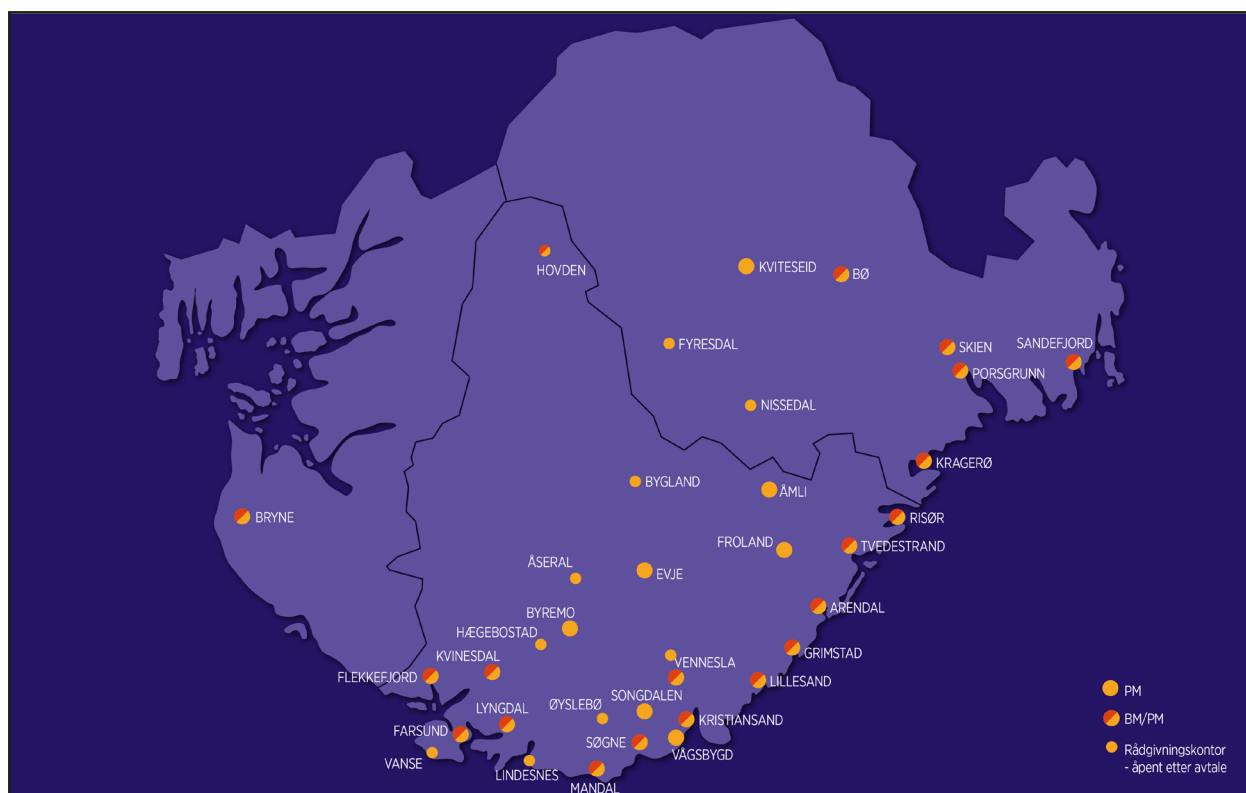 HOVDEN
KVITESEID
BØ
FYRESDAL
SKIEN
SANDEFJORD
PORSGRUNN
NISSEDAL
KRAGERØ
BYGLAND
ÅMLI
BRYNE
RISØR
FROLAND
TVEDESTRAND
ÅSERAL
EVJE
BYREMO
ARENDAL
HÆGEBOSTAD
KVINESDAL
GRIMSTAD
VENNESLA
FLEKKEFJORD
LILLESAND
SONGDALEN
ØYSLEBØ
LYNGDAL
KRISTIANSAND
FARSUND
SØGNE
VÅGSBYGD
VANSE
LINDESNES
MANDAL
PM
BM/PM
Rådgivningskontor
- åpent etter avtale